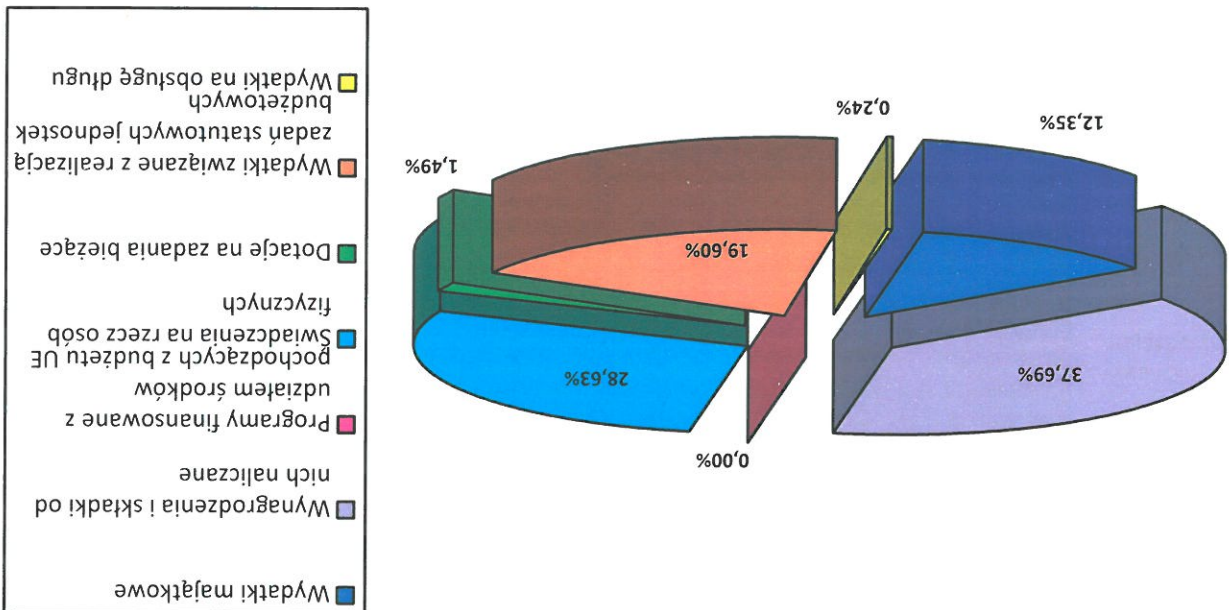 0,00%
37,69%
28,63%
19,60%
1,49%
12,35%
0,24%
Wydatki majątkowe
Wynagrodzenia i składki od
nich naliczane
Programy finansowane z
udziałem środków
pochodzących z budżetu UE
Świadczenia na rzecz osób
fizycznych
Dotacje na zadania bieżące
Wydatki związane z realizacją
zadań statutowych jednostek
budżetowych
Wydatki na obsługę długu